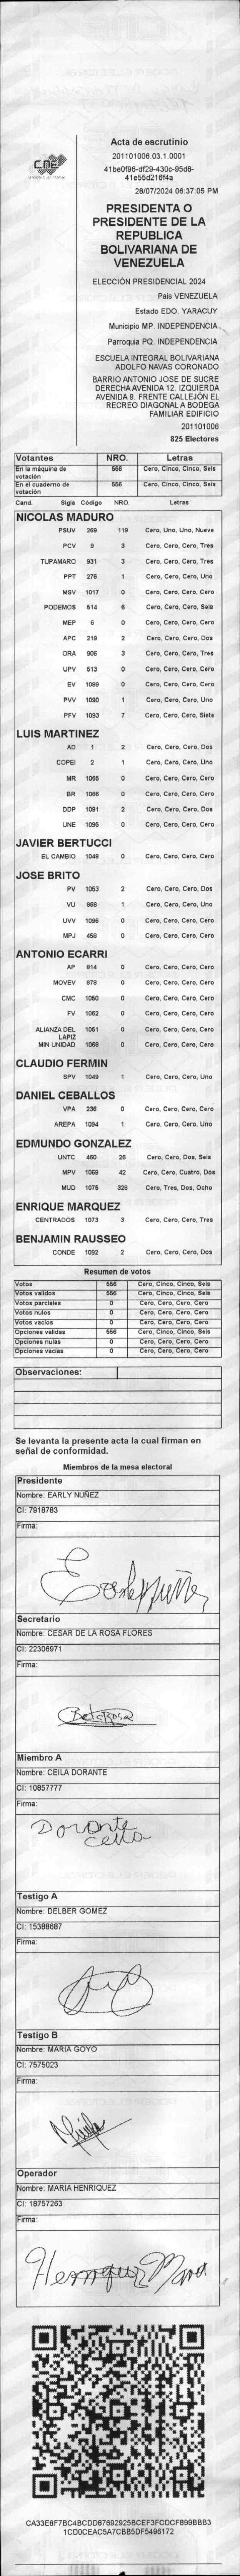 CNE
Acta de escrutinio
201101006.03.1.0001
41be0f96-df29-430c-95d8-
41e55d216f4a
28/07/2024 06:37:05 PM
PRESIDENTA O
PRESIDENTE DE LA
REPUBLICA
BOLIVARIANA DE
VENEZUELA
ELECCIÓN PRESIDENCIAL 2024
Pais VENEZUELA
Estado EDO. YARACUY
Municipio MP. INDEPENDENCIA
Parroquia PQ. INDEPENDENCIA
ESCUELA INTEGRAL BOLIVARIANA
ADOLFO NAVAS CORONADO
BARRIO ANTONIO JOSE DE SUCRE
DERECHA AVENIDA 12. IZQUIERDA
AVENIDA 9. FRENTE CALLEJÓN EL
RECREO DIAGONAL A BODEGA
FAMILIAR EDIFICIO
201101006
825 Electores
Votantes NRO. Letras
En la máquina de votación 556 Cero, Cinco, Cinco, Seis
En el cuaderno de votación 556 Cero, Cinco, Cinco, Seis
Cand. Sigla Código NRO. Letras
NICOLAS MADURO
PSUV 269 119 Cero, Uno, Uno, Nueve
PCV 9 3 Cero, Cero, Cero, Tres
TUPAMARO 931 3 Cero, Cero, Cero, Tres
PPT 276 1 Cero, Cero, Cero, Uno
MSV 1017 0 Cero, Cero, Cero, Cero
PODEMOS 514 6 Cero, Cero, Cero, Seis
MEP 6 0 Cero, Cero, Cero, Cero
APC 219 2 Cero, Cero, Cero, Dos
ORA 906 3 Cero, Cero, Cero, Tres
UPV 513 0 Cero, Cero, Cero, Cero
EV 1089 0 Cero, Cero, Cero, Cero
PVV 1090 1 Cero, Cero, Cero, Uno
PFV 1093 7 Cero, Cero, Cero, Siete
LUIS MARTINEZ
AD 1 2 Cero, Cero, Cero, Dos
COPEI 2 1 Cero, Cero, Cero, Uno
MR 1065 0 Cero, Cero, Cero, Cero
BR 1066 0 Cero, Cero, Cero, Cero
DDP 1091 2 Cero, Cero, Cero, Dos
UNE 1095 0 Cero, Cero, Cero, Cero
JAVIER BERTUCCI
EL CAMBIO 1048 0 Cero, Cero, Cero, Cero
JOSE BRITO
PV 1053 2 Cero, Cero, Cero, Dos
VU 868 1 Cero, Cero, Cero, Uno
UVV 1096 0 Cero, Cero, Cero, Cero
MPJ 458 0 Cero, Cero, Cero, Cero
ANTONIO ECARRI
AP 814 0 Cero, Cero, Cero, Cero
MOVEV 878 0 Cero, Cero, Cero, Cero
CMC 1050 0 Cero, Cero, Cero, Cero
FV 1052 0 Cero, Cero, Cero, Cero
ALIANZA DEL LAPIZ 1051 0 Cero, Cero, Cero, Cero
MIN UNIDAD 1068 0 Cero, Cero, Cero, Cero
CLAUDIO FERMIN
SPV 1049 1 Cero, Cero, Cero, Uno
DANIEL CEBALLOS
VPA 236 0 Cero, Cero, Cero, Cero
AREPA 1094 1 Cero, Cero, Cero, Uno
EDMUNDO GONZALEZ
UNTC 460 26 Cero, Cero, Dos, Seis
MPV 1069 42 Cero, Cero, Cuatro, Dos
MUD 1075 328 Cero, Tres, Dos, Ocho
ENRIQUE MARQUEZ
CENTRADOS 1073 3 Cero, Cero, Cero, Tres
BENJAMIN RAUSSEO
CONDE 1092 2 Cero, Cero, Cero, Dos
Resumen de votos
Votos 556 Cero, Cinco, Cinco, Seis
Votos validos 556 Cero, Cinco, Cinco, Seis
Votos parciales 0 Cero, Cero, Cero, Cero
Votos nulos 0 Cero, Cero, Cero, Cero
Votos vacios 0 Cero, Cero, Cero, Cero
Opciones validas 556 Cero, Cinco, Cinco, Seis
Opciones nulas 0 Cero, Cero, Cero, Cero
Opciones vacias 0 Cero, Cero, Cero, Cero
Observaciones:
Se levanta la presente acta la cual firman en
señal de conformidad.
Miembros de la mesa electoral
Presidente
Nombre: EARLY NUÑEZ
CI: 7918783
Firma:
Secretario
Nombre: CESAR DE LA ROSA FLORES
CI: 22306971
Firma:
Miembro A
Nombre: CEILA DORANTE
CI: 10857777
Firma:
Dorante
Ceila
Testigo A
Nombre: DELBER GOMEZ
CI: 15388687
Firma:
Testigo B
Nombre: MARIA GOYO
CI: 7575023
Firma:
Operador
Nombre: MARIA HENRIQUEZ
CI: 18757263
Firma:
CA33E8F7BC4BCDD87692925BCEF3FCDCF899BBB3
1CD0CEAC5A7CBB5DF5496172